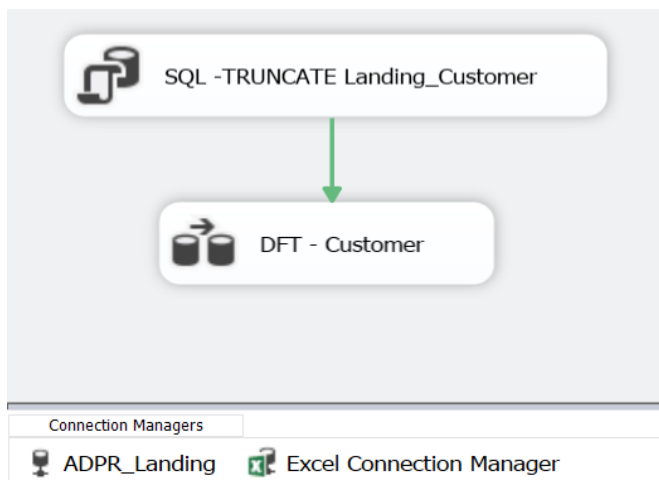 SQL -TRUNCATE Landing_Customer
DFT - Customer
Connection Managers
ADPR_Landing Excel Connection Manager